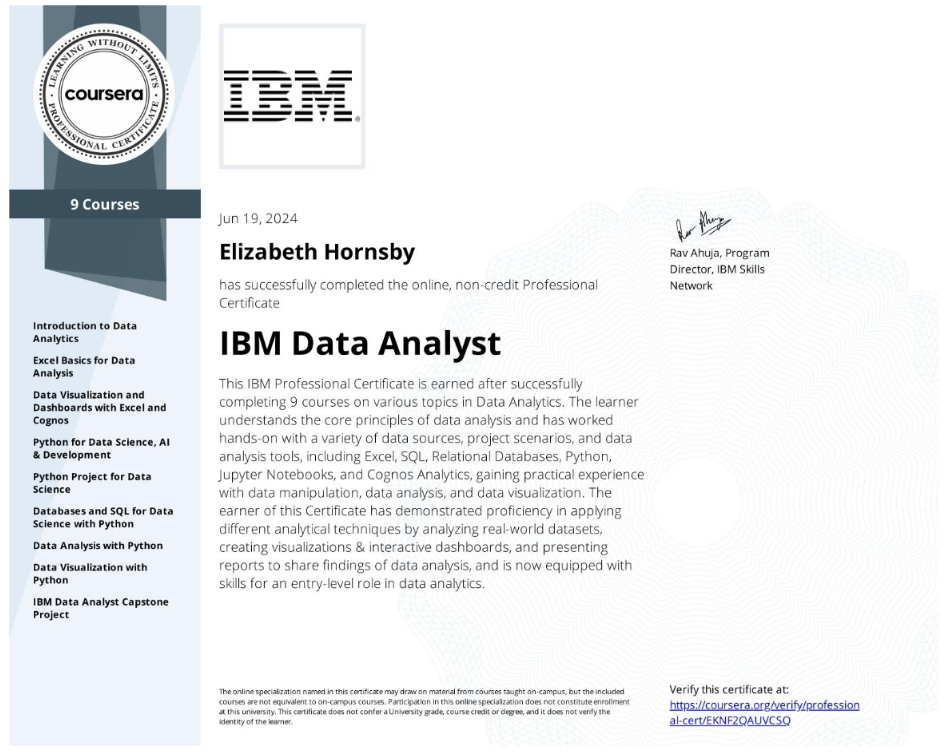 LEARNING WITHOUT LIMITS
coursera
PROFESSIONAL CERTIFICATE
9 Courses
Introduction to Data
Analytics
Excel Basics for Data
Analysis
Data Visualization and
Dashboards with Excel and
Cognos
Python for Data Science, AI
& Development
Python Project for Data
Science
Databases and SQL for Data
Science with Python
Data Analysis with Python
Data Visualization with
Python
IBM Data Analyst Capstone
Project
IBM®
Jun 19, 2024
Elizabeth Hornsby
has successfully completed the online, non-credit Professional
Certificate
IBM Data Analyst
This IBM Professional Certificate is earned after successfully
completing 9 courses on various topics in Data Analytics. The learner
understands the core principles of data analysis and has worked
hands-on with a variety of data sources, project scenarios, and data
analysis tools, including Excel, SQL, Relational Databases, Python,
Jupyter Notebooks, and Cognos Analytics, gaining practical experience
with data manipulation, data analysis, and data visualization. The
earner of this Certificate has demonstrated proficiency in applying
different analytical techniques by analyzing real-world datasets,
creating visualizations & interactive dashboards, and presenting
reports to share findings of data analysis, and is now equipped with
skills for an entry-level role in data analytics.
Rav Ahuja
Rav Ahuja, Program
Director, IBM Skills
Network
The online specialization named in this certificate may draw on material from courses taught on-campus, but the included
courses are not equivalent to on-campus courses. Participation in this online specialization does not constitute enrollment
at this university. This certificate does not confer a University grade, course credit or degree, and it does not verify the
identity of the learner.
Verify this certificate at:
https://coursera.org/verify/profession
al-cert/EKNF2QAUVCSQ